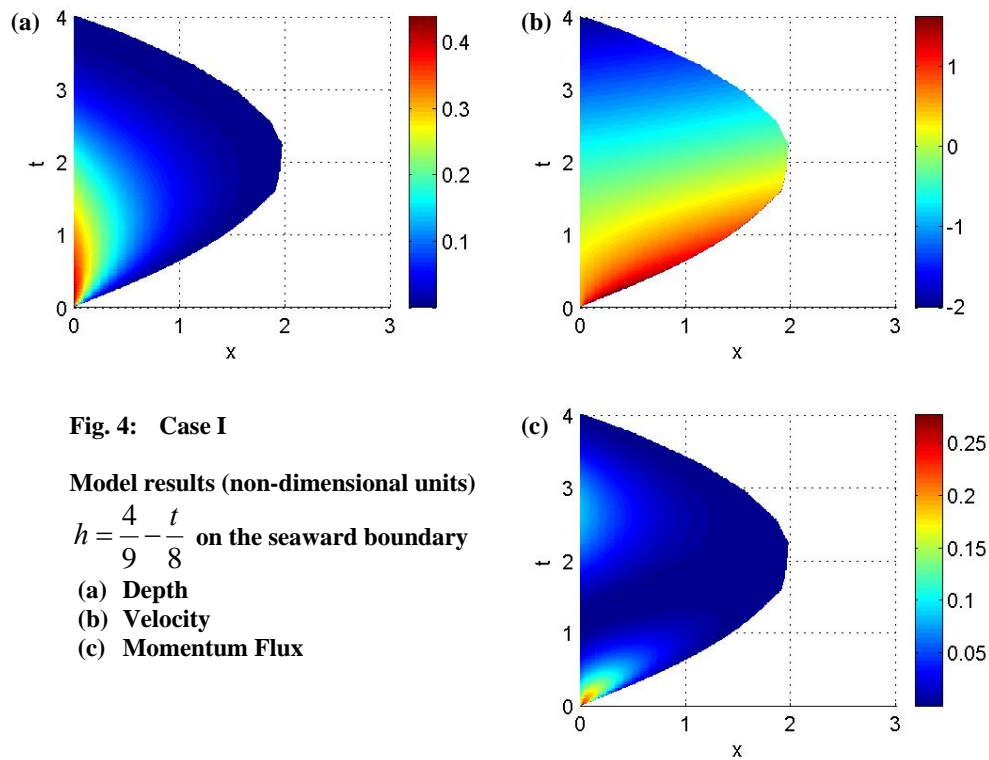 (a)
4
3
2
1
0
t
0 1 2 3
x
0.4
0.3
0.2
0.1
(b)
4
3
2
1
0
t
0 1 2 3
x
1
0
-1
-2
Fig. 4: Case I
Model results (non-dimensional units)
h = 4/9 − t/8 on the seaward boundary
(a) Depth
(b) Velocity
(c) Momentum Flux
(c)
4
3
2
1
0
t
0 1 2 3
x
0.25
0.2
0.15
0.1
0.05